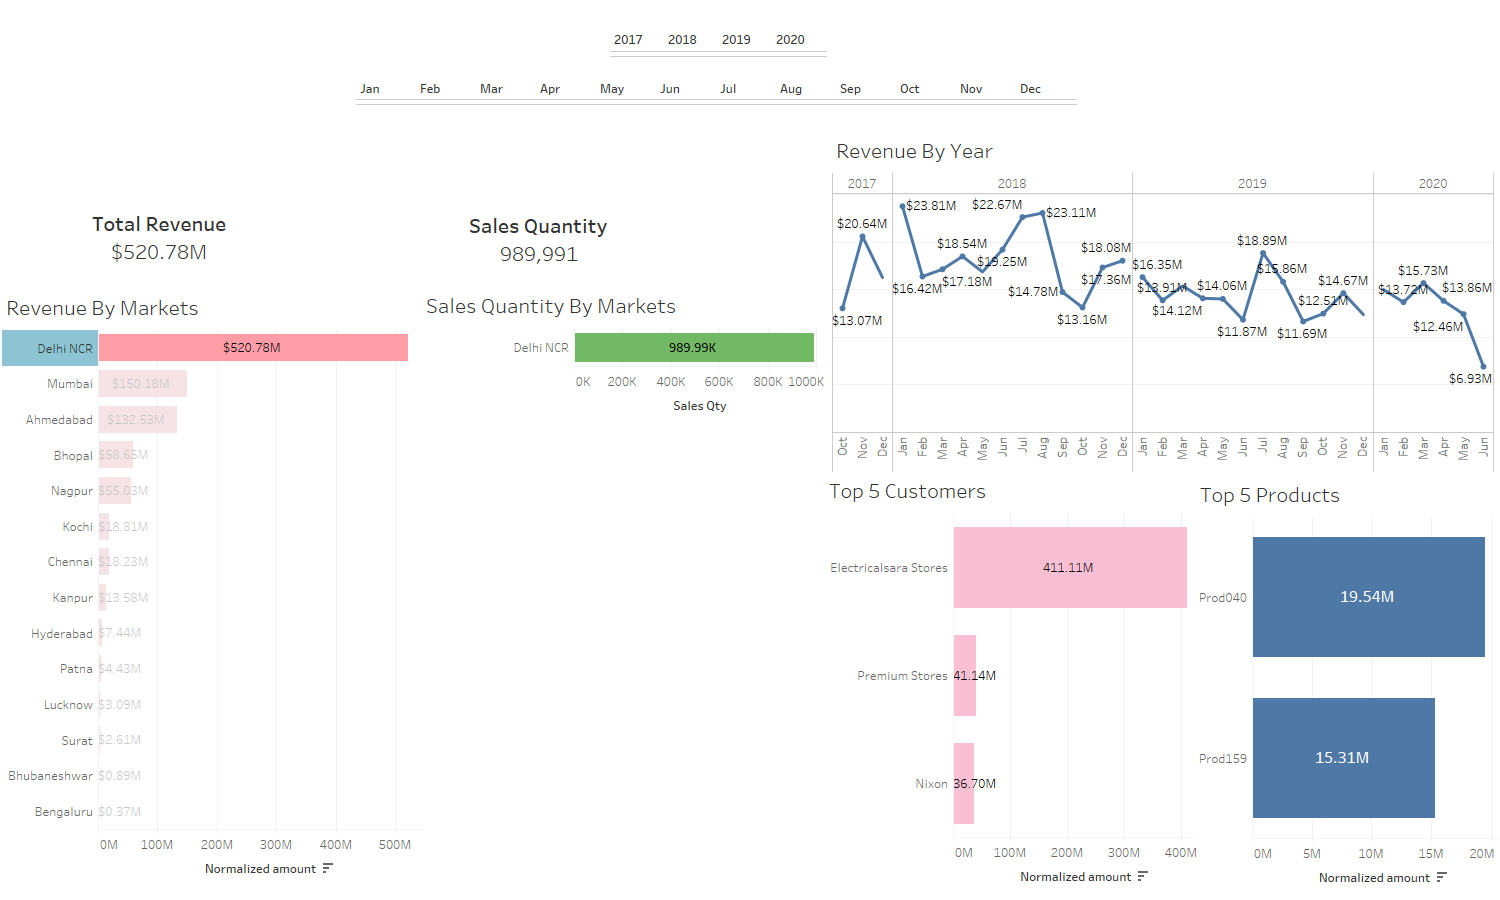 2017 2018 2019 2020
Jan Feb Mar Apr May Jun Jul Aug Sep Oct Nov Dec
Total Revenue
$520.78M
Sales Quantity
989,991
Revenue By Markets
Delhi NCR $520.78M
Mumbai $150.18M
Ahmedabad $132.53M
Bhopal $58.65M
Nagpur $55.03M
Kochi $18.81M
Chennai $18.23M
Kanpur $13.58M
Hyderabad $7.44M
Patna $4.43M
Lucknow $3.09M
Surat $2.61M
Bhubaneshwar $0.89M
Bengaluru $0.37M
0M 100M 200M 300M 400M 500M
Normalized amount
Sales Quantity By Markets
Delhi NCR 989.99K
0K 200K 400K 600K 800K 1000K
Sales Qty
Revenue By Year
2017 2018 2019 2020
$13.07M
$20.64M
$23.81M
$16.42M
$17.18M
$18.54M
$19.25M
$22.67M
$23.11M
$14.78M
$13.16M
$17.36M
$18.08M
$16.35M
$13.91M
$14.12M
$14.06M
$11.87M
$18.89M
$15.86M
$11.69M
$12.51M
$14.67M
$13.72M
$15.73M
$13.86M
$12.46M
$6.93M
Oct Nov Dec Jan Feb Mar Apr May Jun Jul Aug Sep Oct Nov Dec Jan Feb Mar Apr May Jun Jul Aug Sep Oct Nov Dec Jan Feb Mar Apr May Jun
Top 5 Customers
Electricalsara Stores 411.11M
Premium Stores 41.14M
Nixon 36.70M
0M 100M 200M 300M 400M
Normalized amount
Top 5 Products
Prod040 19.54M
Prod159 15.31M
0M 5M 10M 15M 20M
Normalized amount